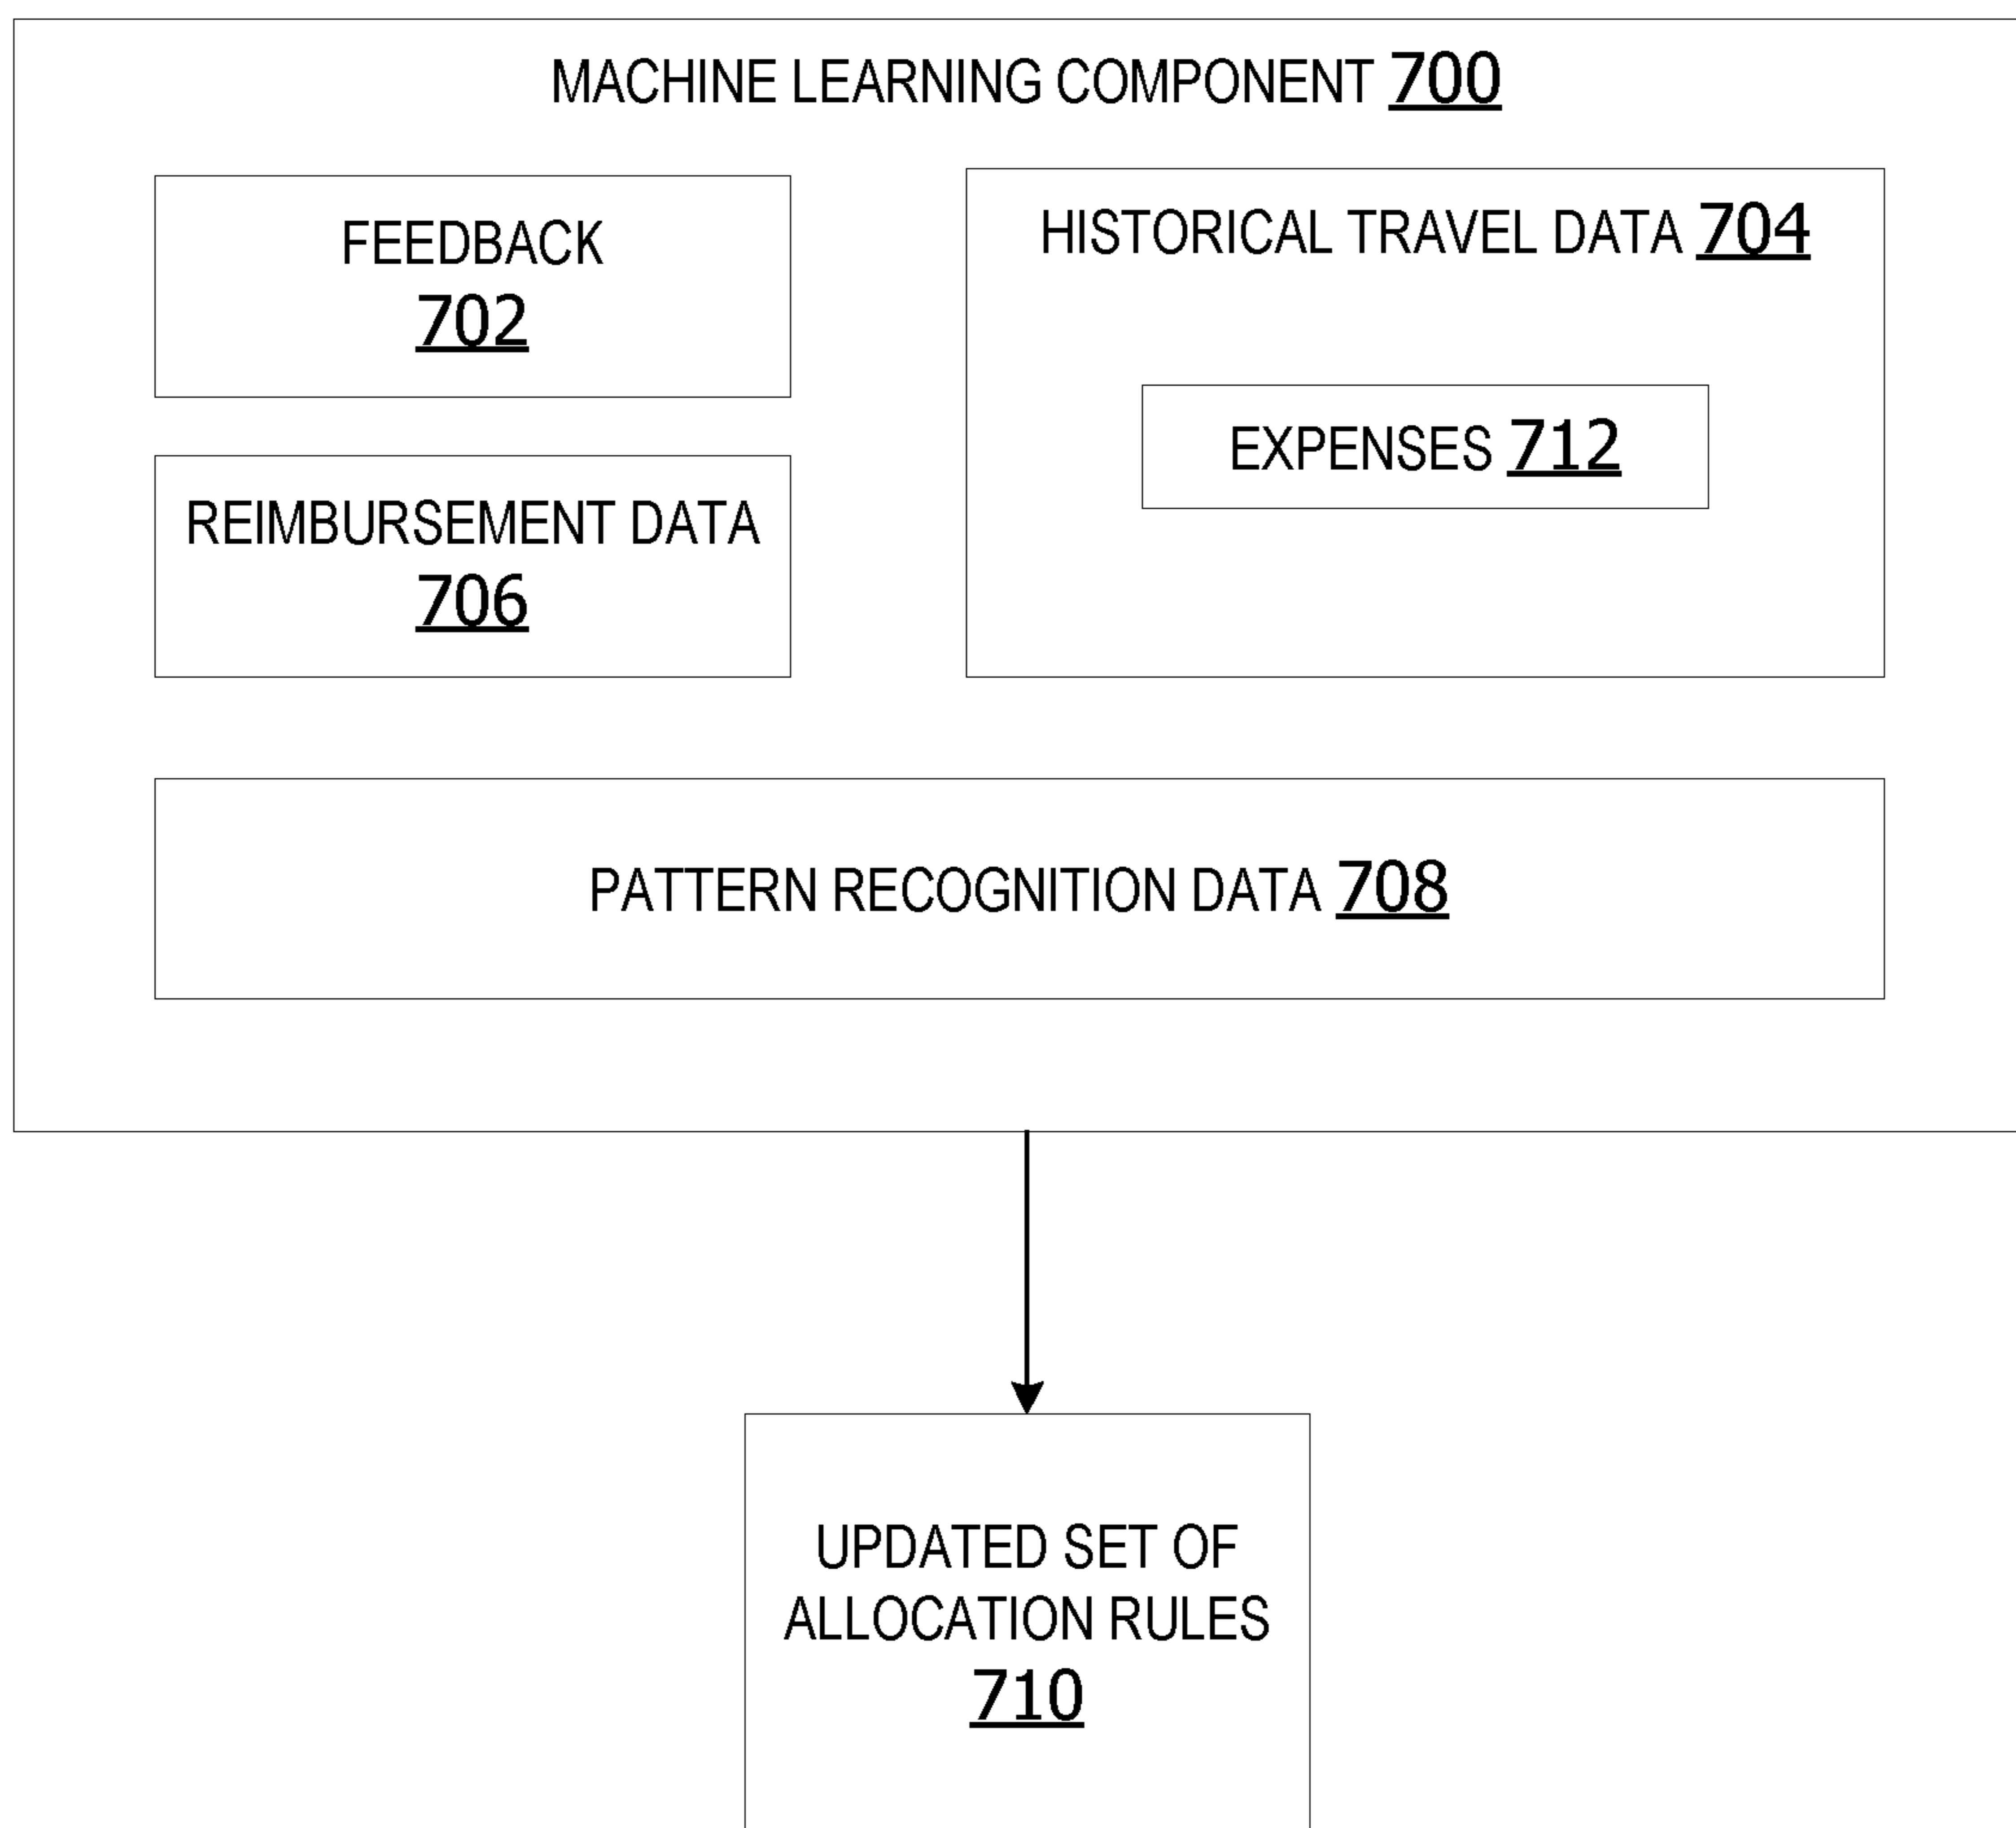 MACHINE LEARNING COMPONENT 700
FEEDBACK
702
HISTORICAL TRAVEL DATA 704
EXPENSES 712
REIMBURSEMENT DATA
706
PATTERN RECOGNITION DATA 708
UPDATED SET OF
ALLOCATION RULES
710